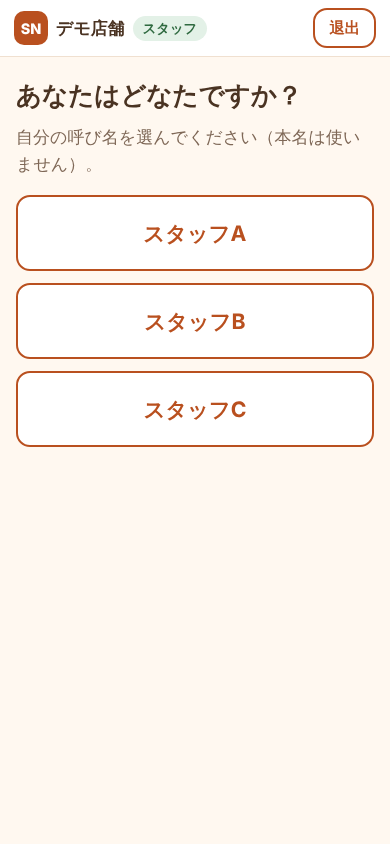 SN デモ店舗 スタッフ 退出
あなたはどなたですか？
自分の呼び名を選んでください（本名は使い
ません）。
スタッフA
スタッフB
スタッフC